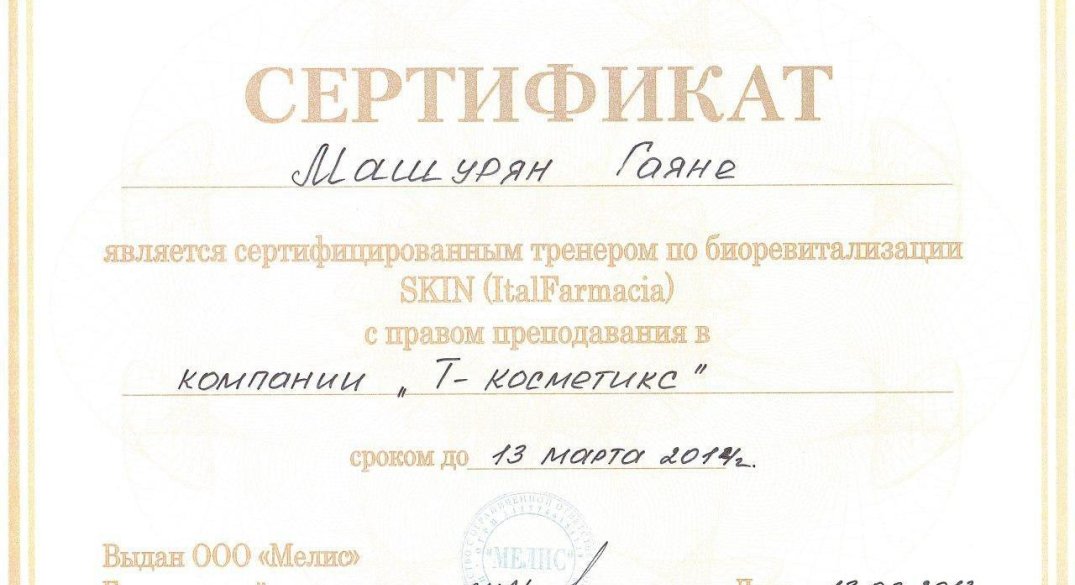 СЕРТИФИКАТ
Машурян Гаяне
является сертифицированным тренером по биоревитализации
SKIN (ItalFarmacia)
с правом преподавания в
компании „Т-косметикс"
сроком до 13 марта 2014г.
МЕЛИС
Выдан ООО «Мелис»